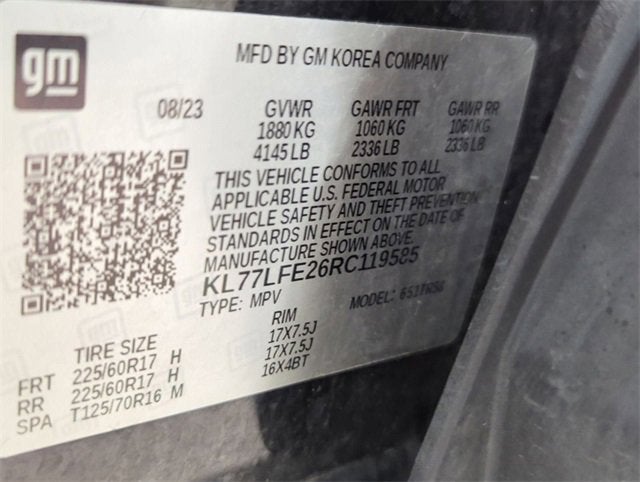 gm
MFD BY GM KOREA COMPANY
08/23 GVWR GAWR FRT GAWR RR
1880 KG 1060 KG 1060 KG
4145 LB 2336 LB 2336 LB
THIS VEHICLE CONFORMS TO ALL
APPLICABLE U.S. FEDERAL MOTOR
VEHICLE SAFETY AND THEFT PREVENTION
STANDARDS IN EFFECT ON THE DATE OF
MANUFACTURE SHOWN ABOVE.
KL77LFE26RC119585
TYPE: MPV MODEL:
TIRE SIZE RIM
FRT 225/60R17 H 17X7.5J
RR 225/60R17 H 17X7.5J
SPA T125/70R16 M 16X4BT